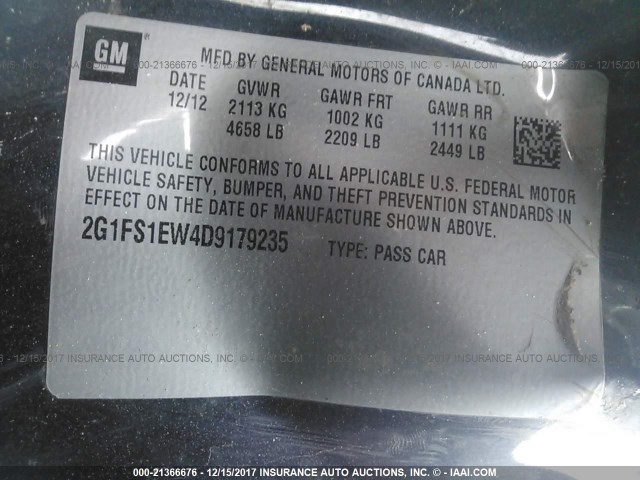 GM
MFD BY GENERAL MOTORS OF CANADA LTD.
DATE GVWR GAWR FRT GAWR RR
12/12 2113 KG 1002 KG 1111 KG
4658 LB 2209 LB 2449 LB
THIS VEHICLE CONFORMS TO ALL APPLICABLE U.S. FEDERAL MOTOR
VEHICLE SAFETY, BUMPER, AND THEFT PREVENTION STANDARDS IN
EFFECT ON THE DATE OF MANUFACTURE SHOWN ABOVE.
2G1FS1EW4D9179235 TYPE: PASS CAR
000-21366676 - 12/15/2017 INSURANCE AUTO AUCTIONS, INC. - © - IAAI.COM